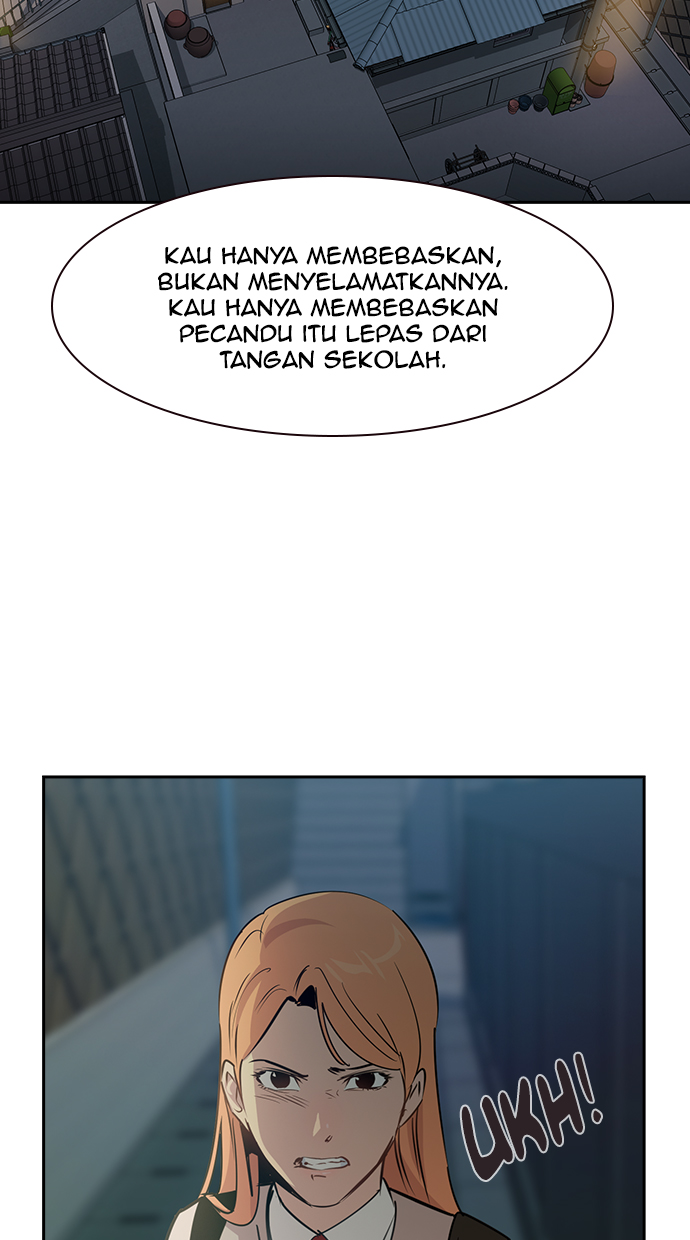 KAU HANYA MEMBEBASKAN,
BUKAN MENYELAMATKANNYA.
KAU HANYA MEMBEBASKAN
PECANDU ITU LEPAS DARI
TANGAN SEKOLAH.
UKH!